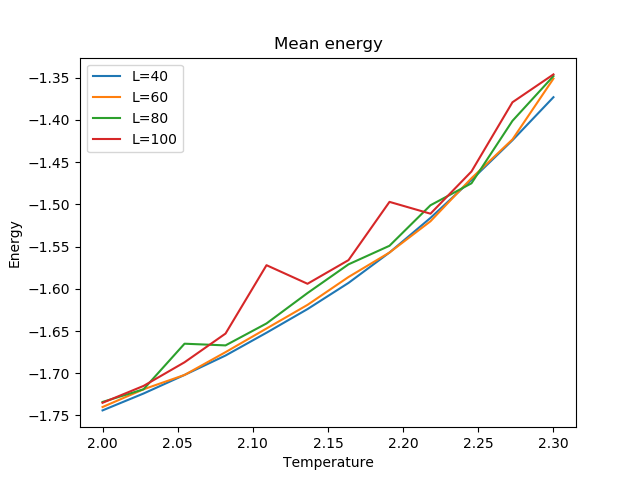 Mean energy
L=40
L=60
L=80
L=100
−1.35
−1.40
−1.45
−1.50
−1.55
−1.60
−1.65
−1.70
−1.75
Energy
2.00 2.05 2.10 2.15 2.20 2.25 2.30
Temperature